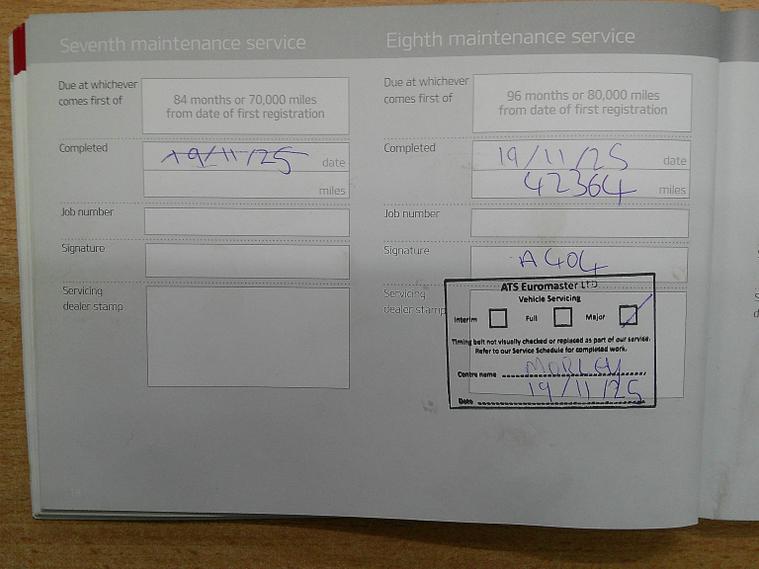 Seventh maintenance service
Due at whichever
comes first of
84 months or 70,000 miles
from date of first registration
Completed
19/11/25 date
miles
Job number
Signature
Servicing
dealer stamp
Eighth maintenance service
Due at whichever
comes first of
96 months or 80,000 miles
from date of first registration
Completed
19/11/25 date
42364 miles
Job number
Signature
A404
Servicing
dealer stamp
ATS Euromaster LTD
Vehicle Servicing
Interim Full Major
Timing belt not visually checked or replaced as part of our service.
Refer to our Service Schedule for completed work.
Centre name MORLEY
Date 19/11/25